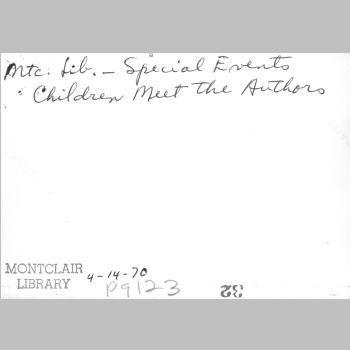 Mtc. Lib. — Special Events
Children Meet the Authors
MONTCLAIR
LIBRARY
4-14-70
p9123
32